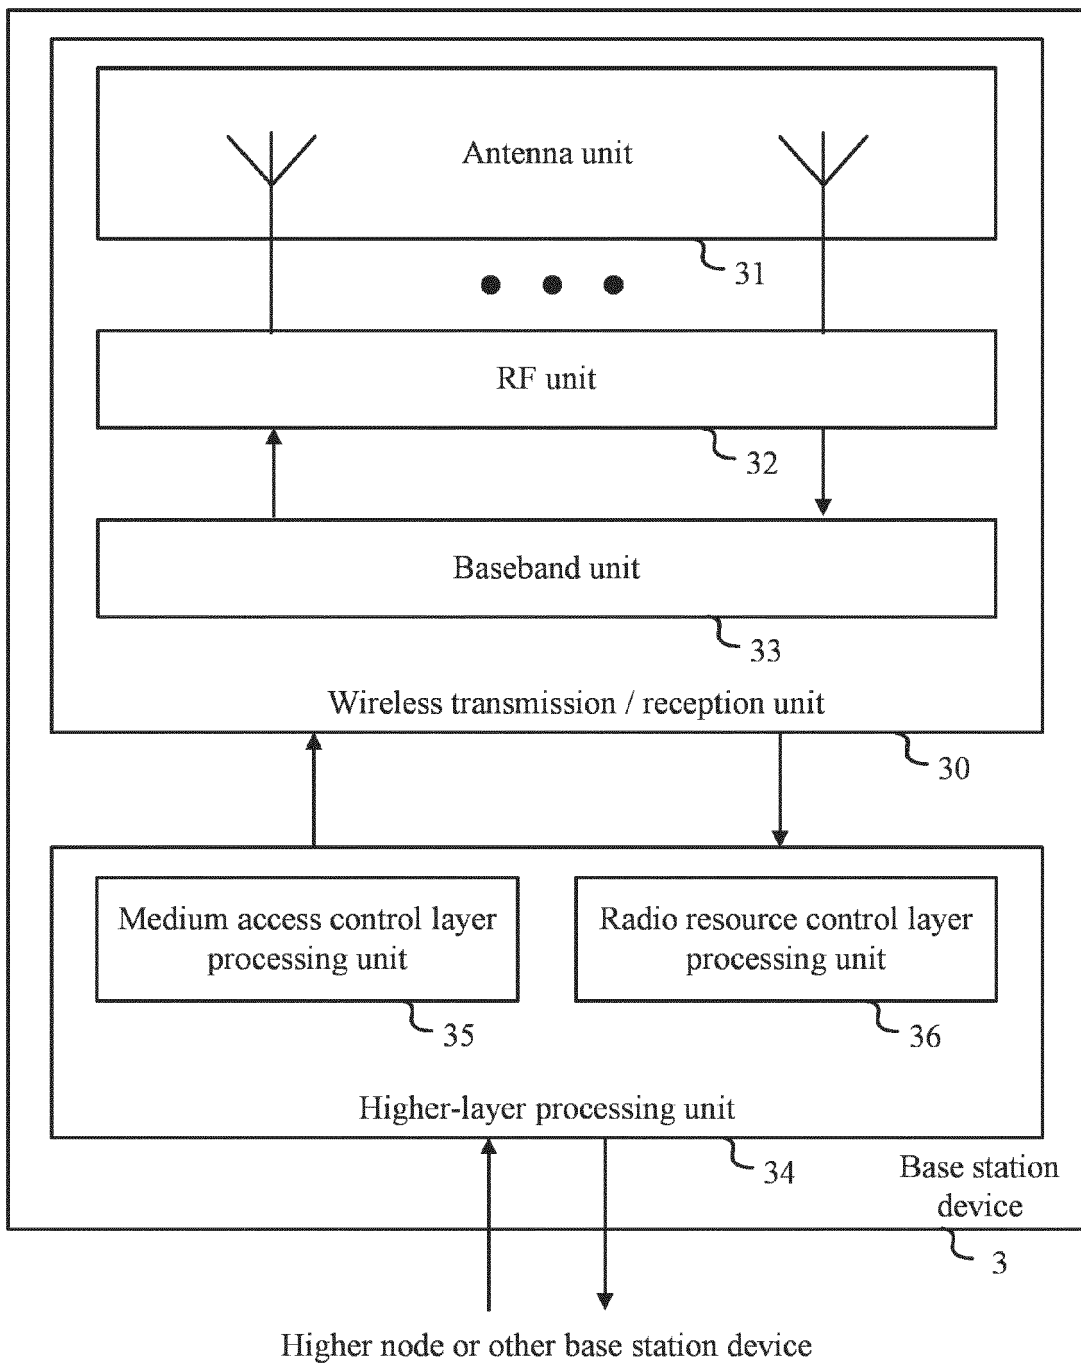 Antenna unit
31
RF unit
32
Baseband unit
33
Wireless transmission / reception unit
30
Medium access control layer
processing unit
35
Radio resource control layer
processing unit
36
Higher-layer processing unit
34
Base station
device
3
Higher node or other base station device